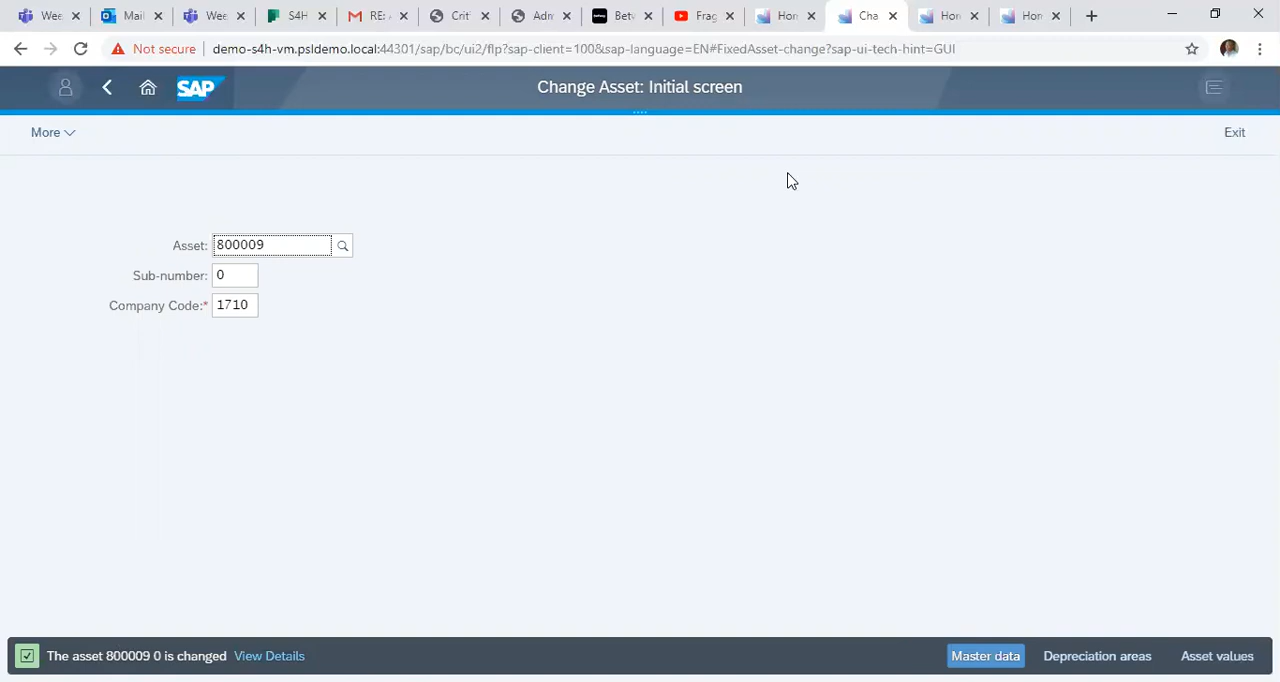 Wee Mail Wee S4H RE: Crit Adn Betw Frag Hon Cha Hon Hon
Not secure demo-s4h-vm.psldemo.local:44301/sap/bc/ui2/flp?sap-client=100&sap-language=EN#FixedAsset-change?sap-ui-tech-hint=GUI
SAP Change Asset: Initial screen
More Exit
Asset: 800009
Sub-number: 0
Company Code:* 1710
The asset 800009 0 is changed View Details Master data Depreciation areas Asset values